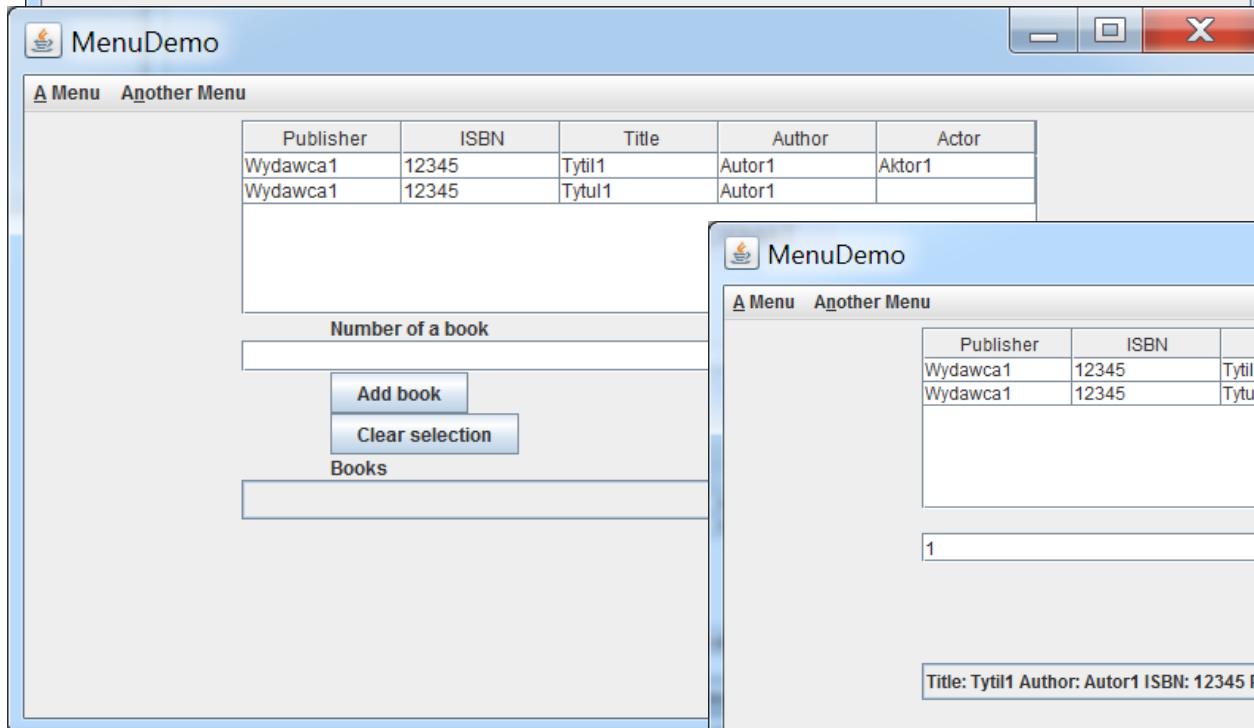 MenuDemo
A Menu Another Menu
Publisher ISBN Title Author Actor
Wydawca1 12345 Tytil1 Autor1 Aktor1
Wydawca1 12345 Tytul1 Autor1
Number of a book
Add book
Clear selection
Books
MenuDemo
A Menu Another Menu
Publisher ISBN
Wydawca1 12345 Tytil
Wydawca1 12345 Tytu
1
Title: Tytil1 Author: Autor1 ISBN: 12345